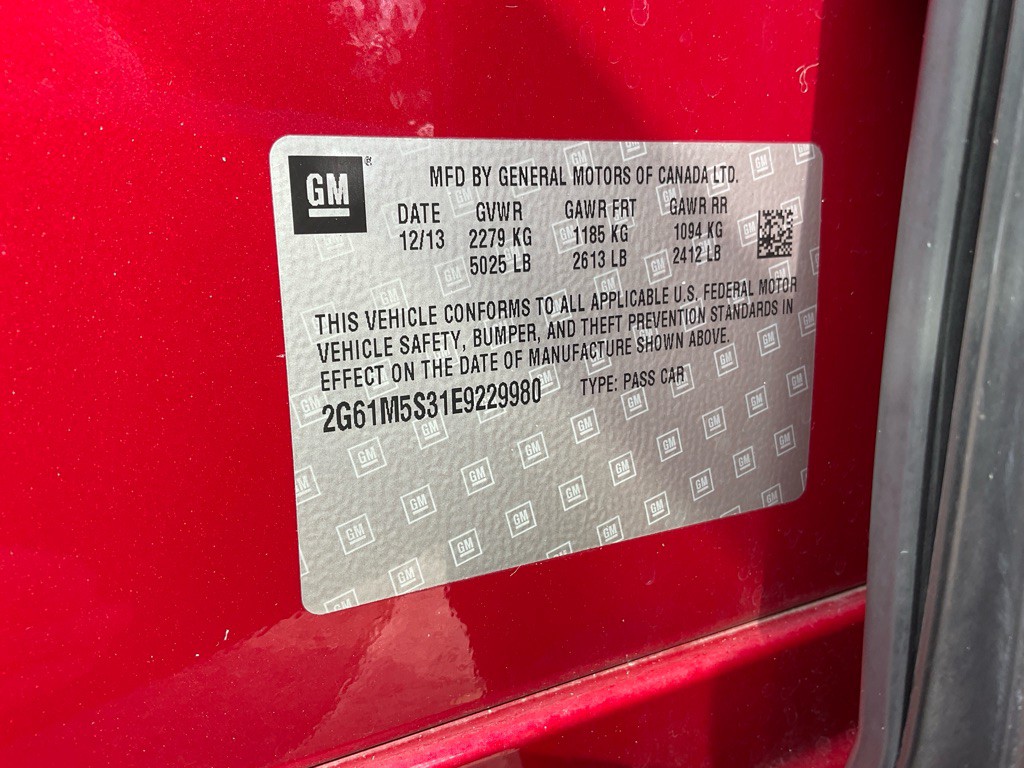 GM
MFD BY GENERAL MOTORS OF CANADA LTD.
DATE GVWR GAWR FRT GAWR RR
12/13 2279 KG 1185 KG 1094 KG
5025 LB 2613 LB 2412 LB
THIS VEHICLE CONFORMS TO ALL APPLICABLE U.S. FEDERAL MOTOR
VEHICLE SAFETY, BUMPER, AND THEFT PREVENTION STANDARDS IN
EFFECT ON THE DATE OF MANUFACTURE SHOWN ABOVE.
2G61M5S31E9229980 TYPE: PASS CAR